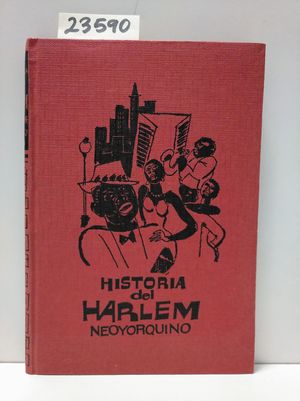 23590
HISTORIA
del
HARLEM
NEOYORQUINO